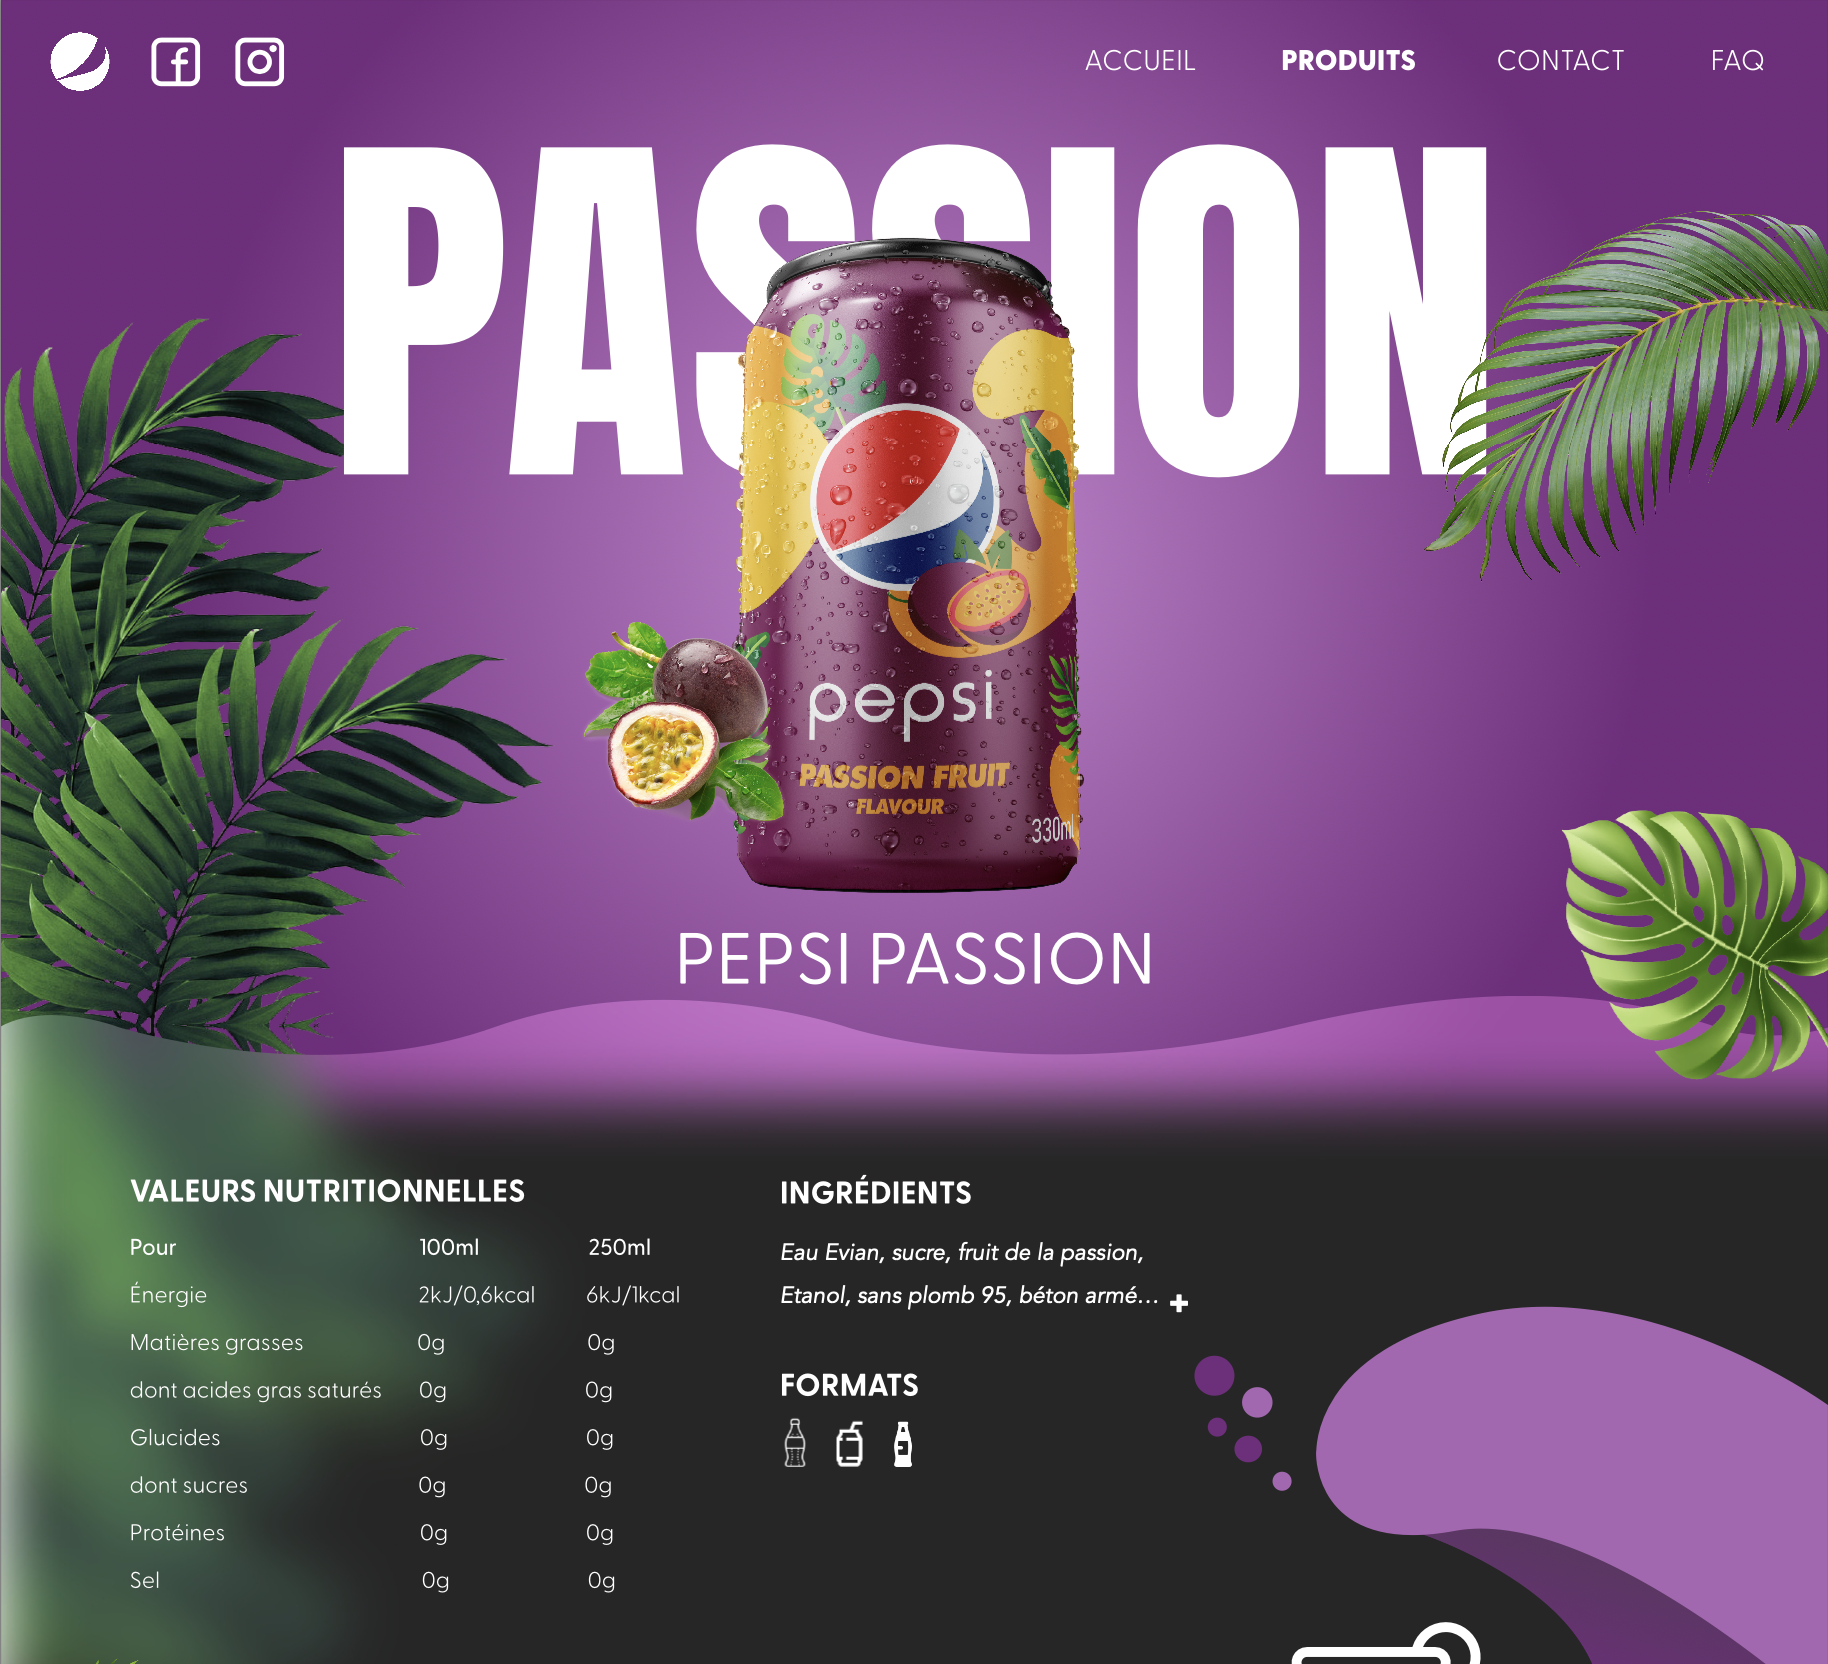 ACCUEIL PRODUITS CONTACT FAQ
PASSION
pepsi
PASSION FRUIT
FLAVOUR
330ml
PEPSI PASSION
VALEURS NUTRITIONNELLES
Pour 100ml 250ml
Énergie 2kJ/0,6kcal 6kJ/1kcal
Matières grasses 0g 0g
dont acides gras saturés 0g 0g
Glucides 0g 0g
dont sucres 0g 0g
Protéines 0g 0g
Sel 0g 0g
INGRÉDIENTS
Eau Evian, sucre, fruit de la passion,
Etanol, sans plomb 95, béton armé... +
FORMATS